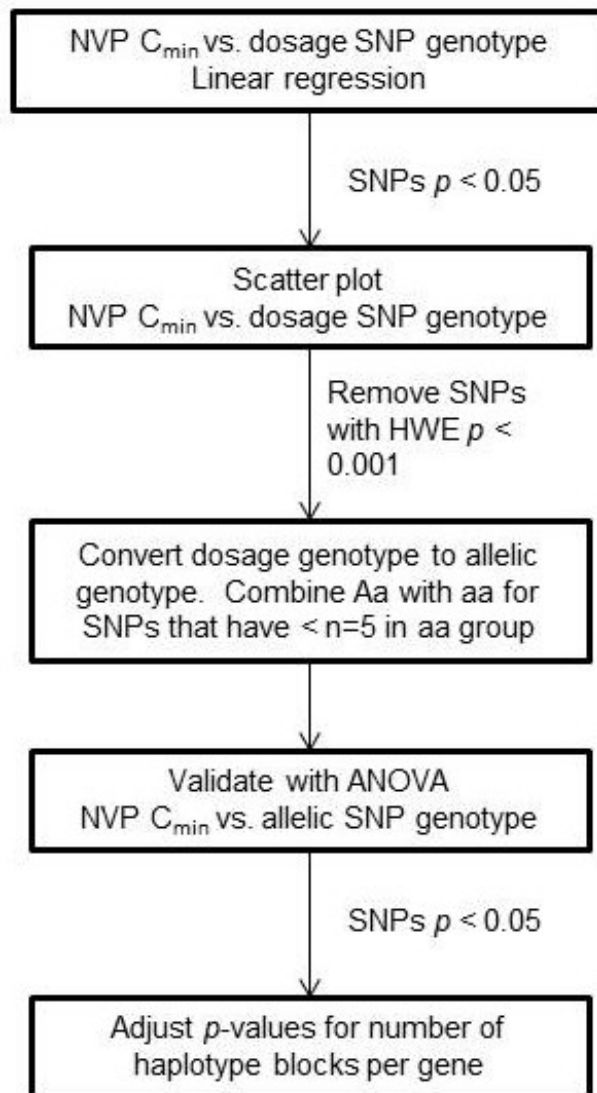 NVP Cmin vs. dosage SNP genotype
Linear regression
SNPs p < 0.05
Scatter plot
NVP Cmin vs. dosage SNP genotype
Remove SNPs
with HWE p <
0.001
Convert dosage genotype to allelic
genotype. Combine Aa with aa for
SNPs that have < n=5 in aa group
Validate with ANOVA
NVP Cmin vs. allelic SNP genotype
SNPs p < 0.05
Adjust p-values for number of
haplotype blocks per gene